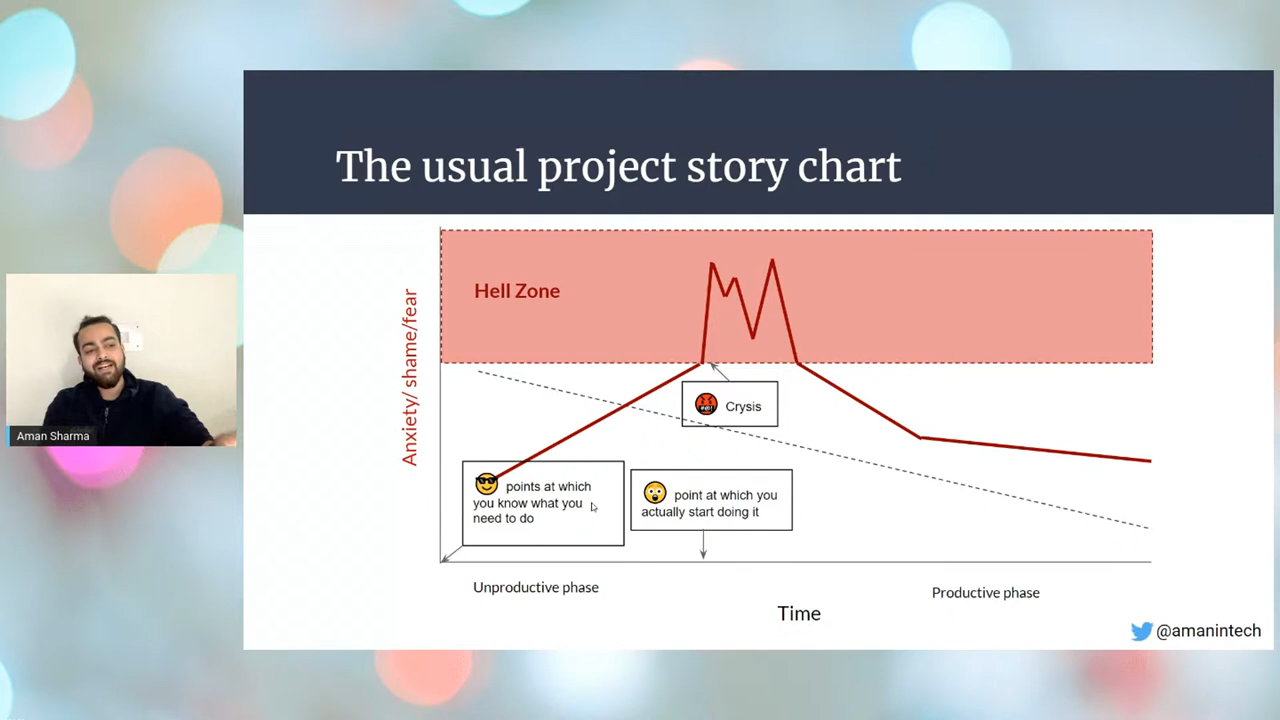 The usual project story chart
Hell Zone
Anxiety/ shame/fear
Crysis
points at which
you know what you
need to do
point at which you
actually start doing it
Unproductive phase
Productive phase
Time
@amanintech
Aman Sharma